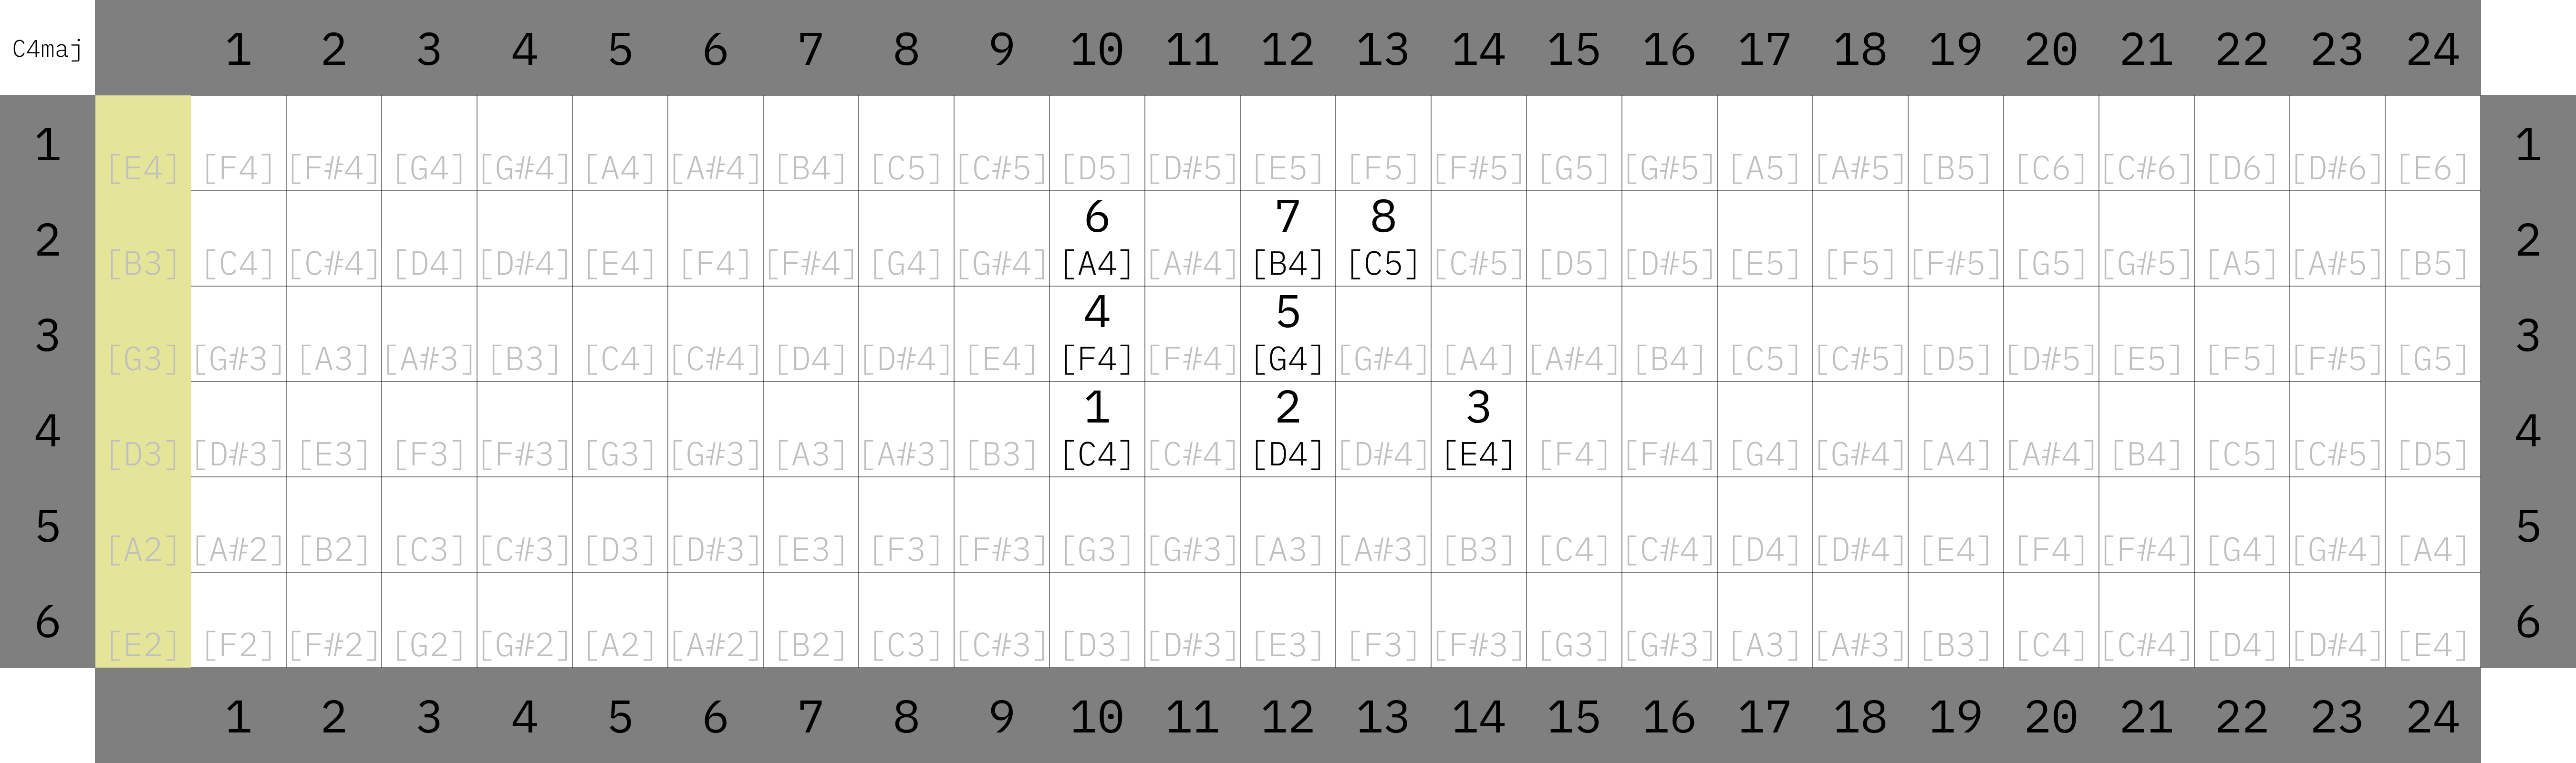 C4maj 1 2 3 4 5 6 7 8 9 10 11 12 13 14 15 16 17 18 19 20 21 22 23 24
1 [E4] [F4] [F#4] [G4] [G#4] [A4] [A#4] [B4] [C5] [C#5] [D5] [D#5] [E5] [F5] [F#5] [G5] [G#5] [A5] [A#5] [B5] [C6] [C#6] [D6] [D#6] [E6] 1
6 7 8
2 [B3] [C4] [C#4] [D4] [D#4] [E4] [F4] [F#4] [G4] [G#4] [A4] [A#4] [B4] [C5] [C#5] [D5] [D#5] [E5] [F5] [F#5] [G5] [G#5] [A5] [A#5] [B5] 2
4 5
3 [G3] [G#3] [A3] [A#3] [B3] [C4] [C#4] [D4] [D#4] [E4] [F4] [F#4] [G4] [G#4] [A4] [A#4] [B4] [C5] [C#5] [D5] [D#5] [E5] [F5] [F#5] [G5] 3
1 2 3
4 [D3] [D#3] [E3] [F3] [F#3] [G3] [G#3] [A3] [A#3] [B3] [C4] [C#4] [D4] [D#4] [E4] [F4] [F#4] [G4] [G#4] [A4] [A#4] [B4] [C5] [C#5] [D5] 4
5 [A2] [A#2] [B2] [C3] [C#3] [D3] [D#3] [E3] [F3] [F#3] [G3] [G#3] [A3] [A#3] [B3] [C4] [C#4] [D4] [D#4] [E4] [F4] [F#4] [G4] [G#4] [A4] 5
6 [E2] [F2] [F#2] [G2] [G#2] [A2] [A#2] [B2] [C3] [C#3] [D3] [D#3] [E3] [F3] [F#3] [G3] [G#3] [A3] [A#3] [B3] [C4] [C#4] [D4] [D#4] [E4] 6
1 2 3 4 5 6 7 8 9 10 11 12 13 14 15 16 17 18 19 20 21 22 23 24